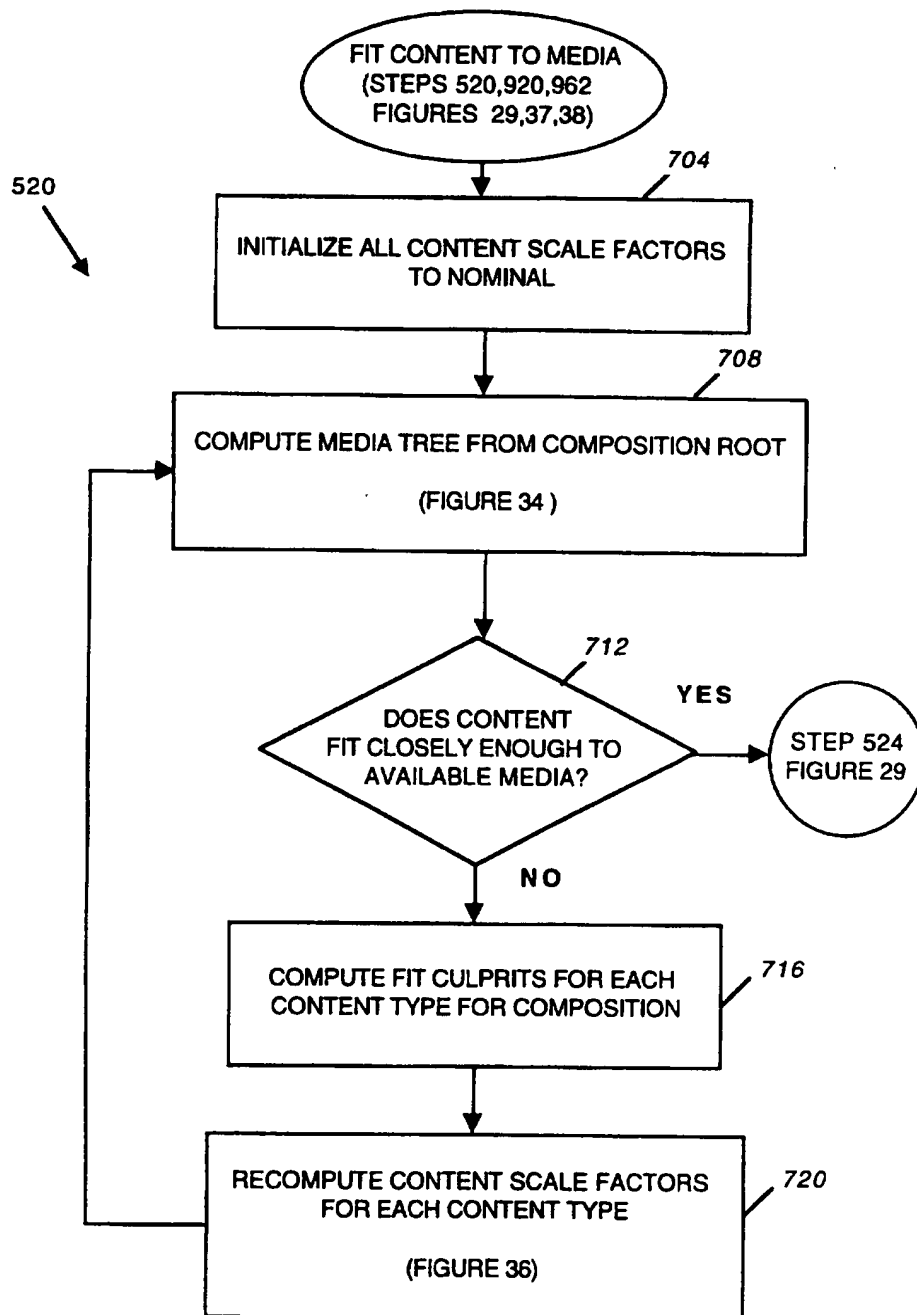 FIT CONTENT TO MEDIA
(STEPS 520,920,962
FIGURES 29,37,38)
520
704
INITIALIZE ALL CONTENT SCALE FACTORS
TO NOMINAL
708
COMPUTE MEDIA TREE FROM COMPOSITION ROOT
(FIGURE 34 )
712
DOES CONTENT
FIT CLOSELY ENOUGH TO
AVAILABLE MEDIA?
YES
STEP 524
FIGURE 29
NO
COMPUTE FIT CULPRITS FOR EACH
CONTENT TYPE FOR COMPOSITION
716
RECOMPUTE CONTENT SCALE FACTORS
FOR EACH CONTENT TYPE
(FIGURE 36)
720